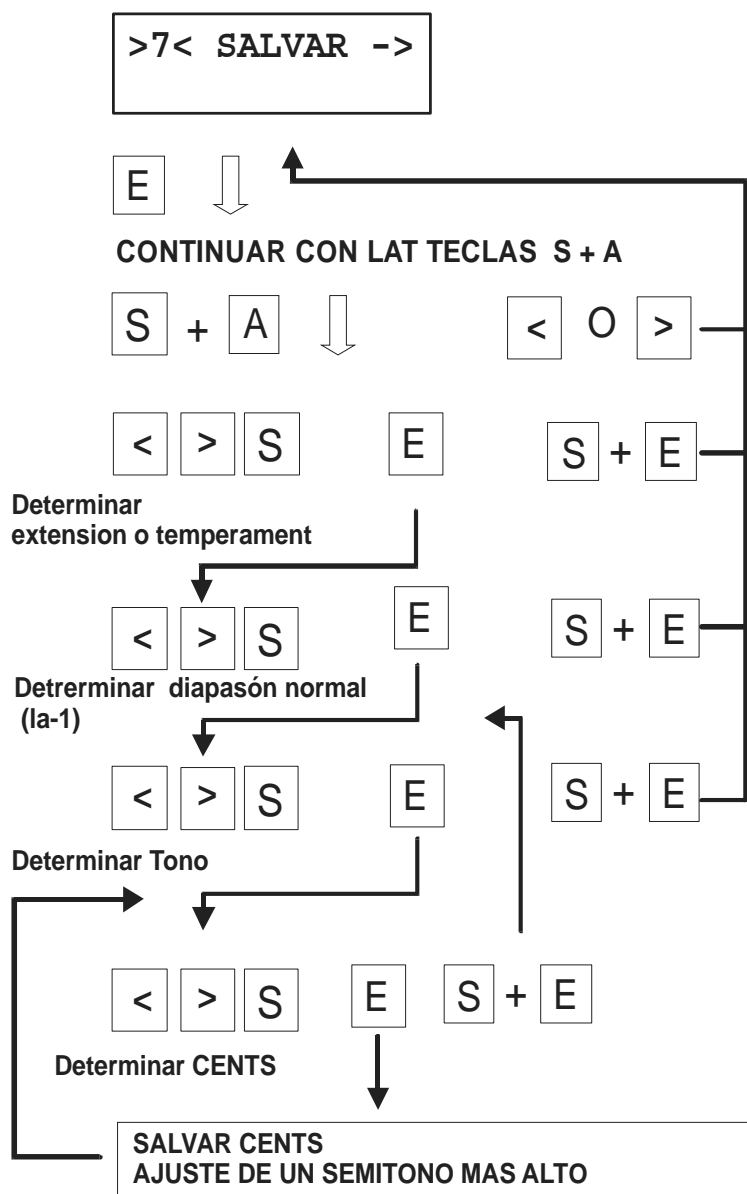 >7< SALVAR ->
E
CONTINUAR CON LAT TECLAS S + A
S + A < O >
< > S E S + E
Determinar
extension o temperament
< > S E S + E
Detrerminar diapasón normal
(la-1)
< > S E S + E
Determinar Tono
< > S E S + E
Determinar CENTS
SALVAR CENTS
AJUSTE DE UN SEMITONO MAS ALTO